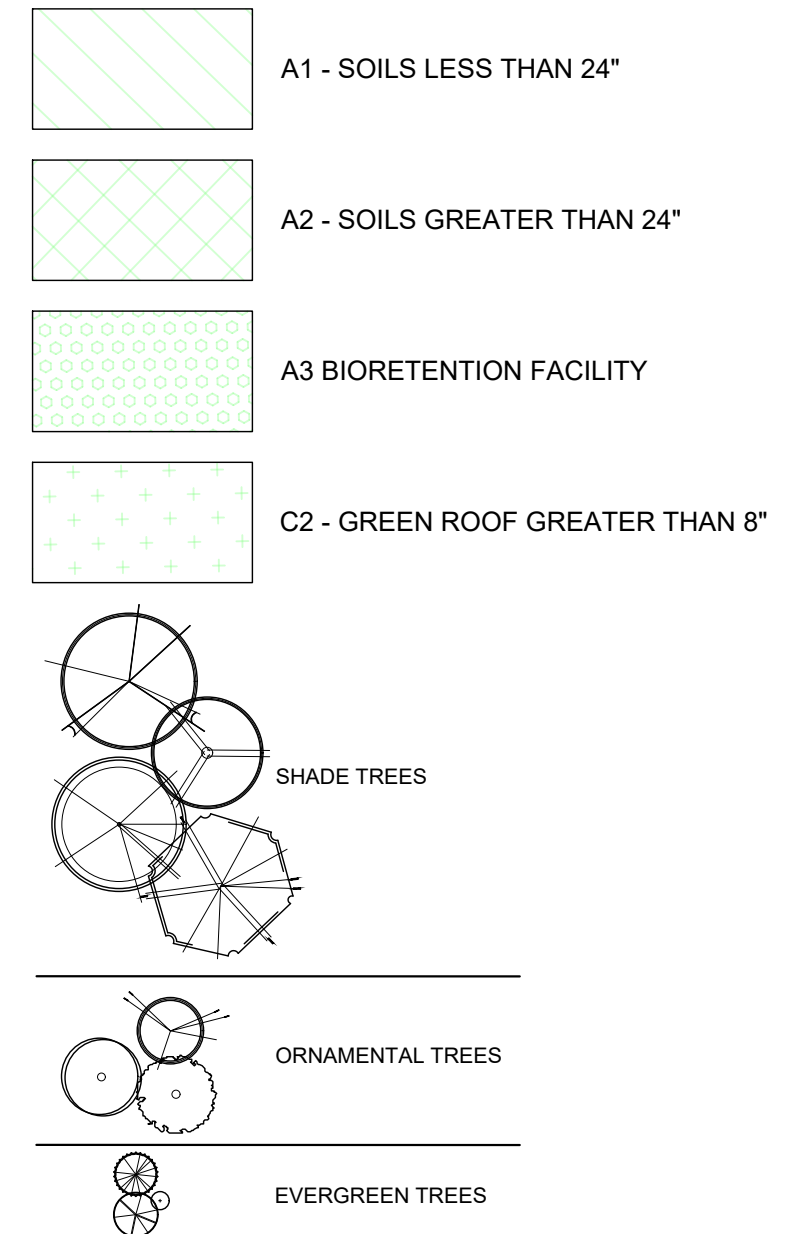 A1 - SOILS LESS THAN 24"
A2 - SOILS GREATER THAN 24"
A3 BIORETENTION FACILITY
C2 - GREEN ROOF GREATER THAN 8"
SHADE TREES
ORNAMENTAL TREES
EVERGREEN TREES